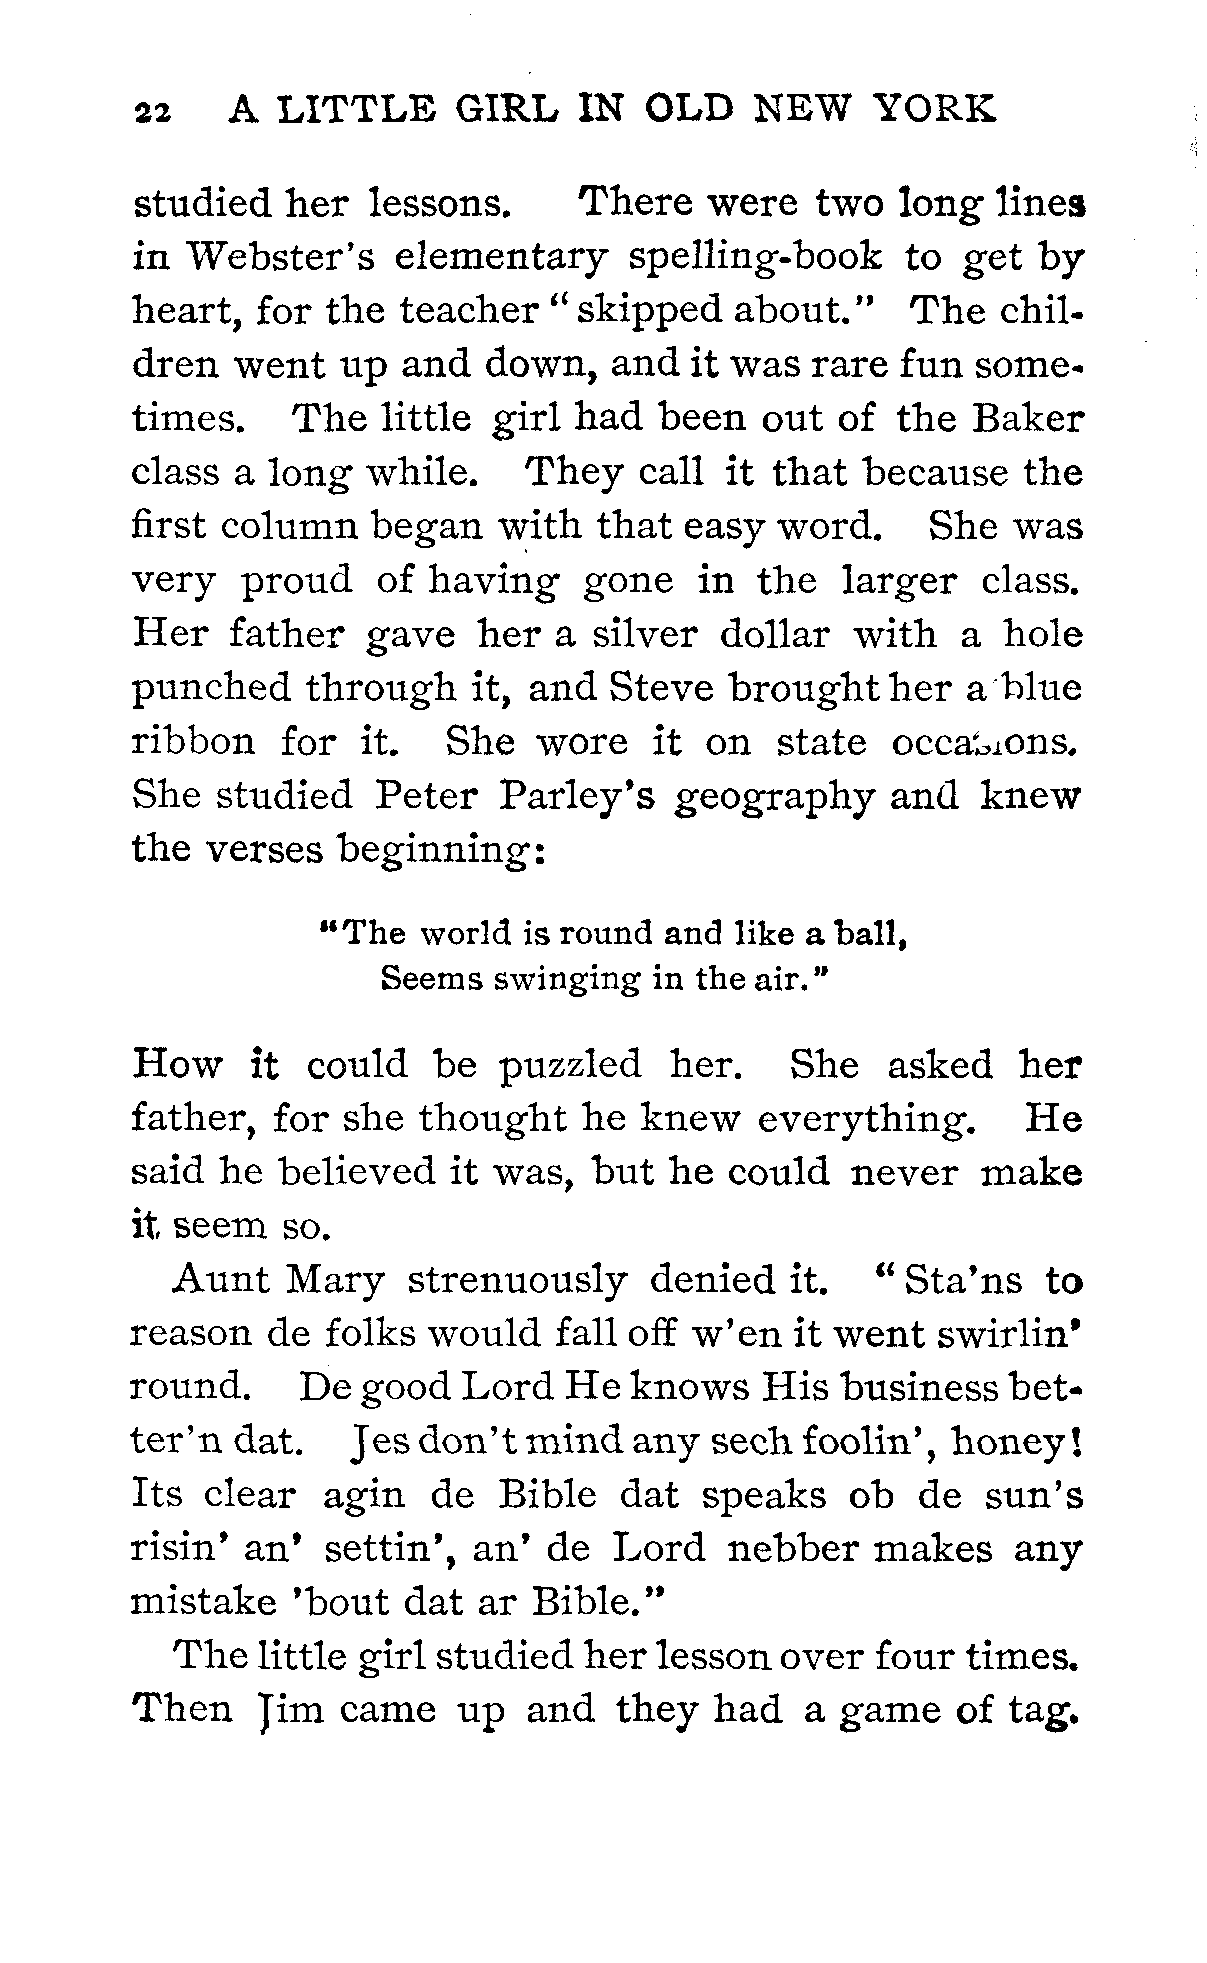 22 A LITTLE GIRL IN OLD NEW YORK
studied her lessons. There were two long lines
in Webster's elementary spelling-book to get by
heart, for the teacher "skipped about." The chil-
dren went up and down, and it was rare fun some-
times. The little girl had been out of the Baker
class a long while. They call it that because the
first column began with that easy word. She was
very proud of having gone in the larger class.
Her father gave her a silver dollar with a hole
punched through it, and Steve brought her a blue
ribbon for it. She wore it on state occasions.
She studied Peter Parley's geography and knew
the verses beginning:
"The world is round and like a ball,
Seems swinging in the air."
How it could be puzzled her. She asked her
father, for she thought he knew everything. He
said he believed it was, but he could never make
it seem so.
Aunt Mary strenuously denied it. "Sta'ns to
reason de folks would fall off w'en it went swirlin'
round. De good Lord He knows His business bet-
ter'n dat. Jes don't mind any sech foolin', honey!
Its clear agin de Bible dat speaks ob de sun's
risin' an' settin', an' de Lord nebber makes any
mistake 'bout dat ar Bible."
The little girl studied her lesson over four times.
Then Jim came up and they had a game of tag.